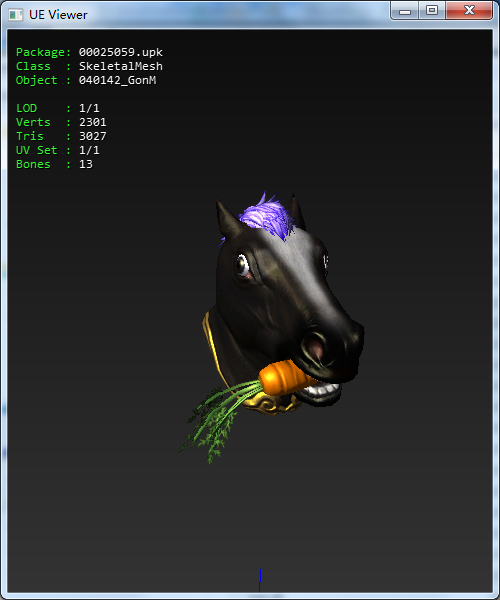 UE Viewer
Package: 00025059.upk
Class : SkeletalMesh
Object : 040142_GonM
LOD : 1/1
Verts : 2301
Tris : 3027
UV Set : 1/1
Bones : 13